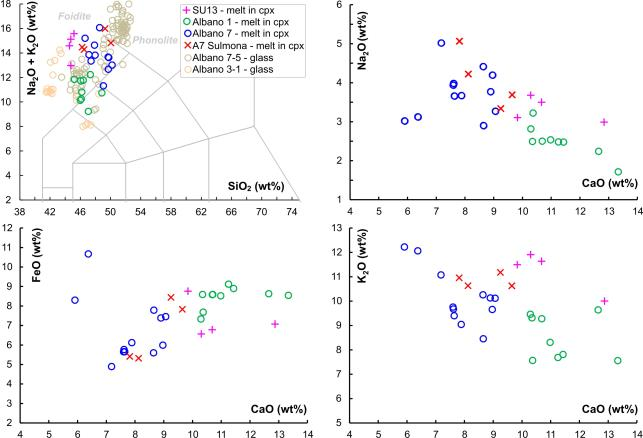 18
16
14
12
10
8
6
4
2
Na₂O + K₂O (wt%)
Foidite
Phonolite
SU13 - melt in cpx
Albano 1 - melt in cpx
Albano 7 - melt in cpx
A7 Sulmona - melt in cpx
Albano 7-5 - glass
Albano 3-1 - glass
SiO₂ (wt%)
38 42 46 50 54 58 62 66 70 74
6
5
4
3
2
1
Na₂O (wt%)
CaO (wt%)
4 5 6 7 8 9 10 11 12 13 14
12
11
10
9
8
7
6
5
4
3
2
FeO (wt%)
CaO (wt%)
4 5 6 7 8 9 10 11 12 13 14
13
12
11
10
9
8
7
6
5
K₂O (wt%)
CaO (wt%)
4 5 6 7 8 9 10 11 12 13 14